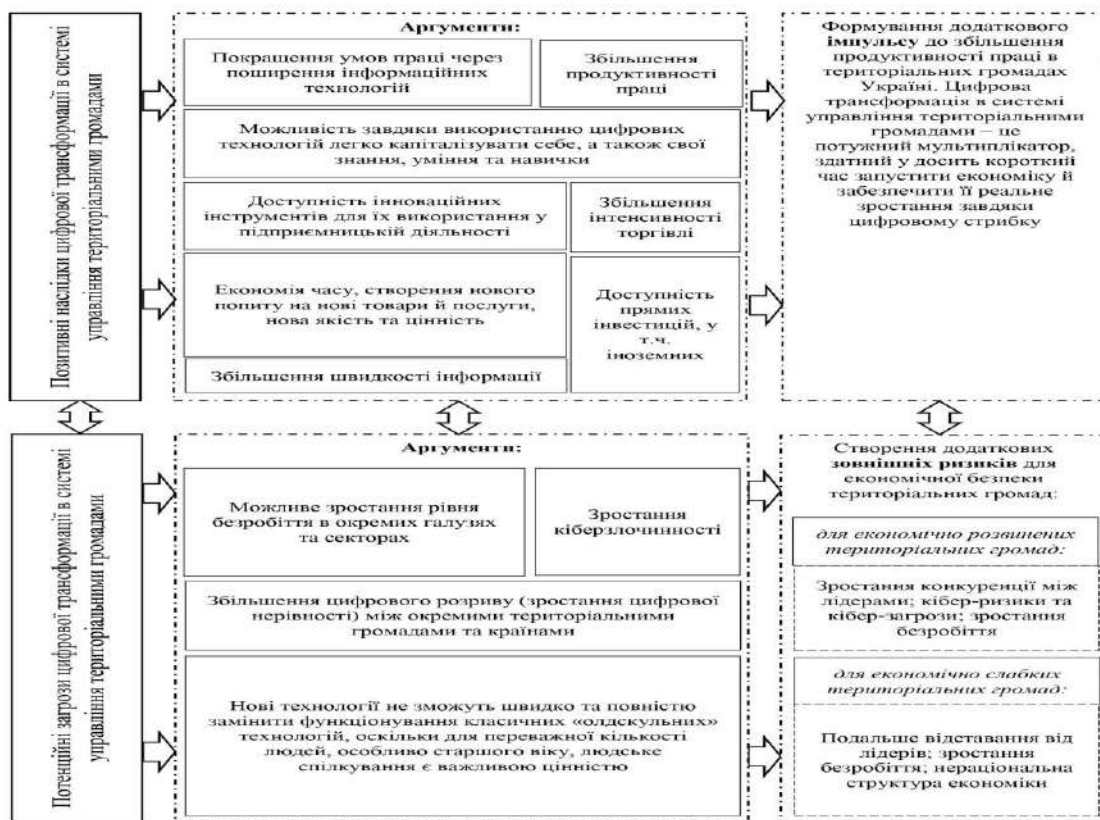 Позитивні наслідки цифрової трансформації в системі
управління територіальними громадами
Аргументи:
Покращення умов праці через
поширення інформаційних
технологій
Збільшення
продуктивності
праці
Можливість завдяки використанню цифрових
технологій легко капіталізувати себе, а також свої
знання, уміння та навички
Доступність інноваційних
інструментів для їх використання у
підприємницькій діяльності
Збільшення
інтенсивності
торгівлі
Економія часу, створення нового
попиту на нові товари й послуги,
нова якість та цінність
Доступність
прямих
інвестицій, у
т.ч.
іноземних
Збільшення швидкості інформації
Формування додаткового
імпульсу до збільшення
продуктивності праці в
територіальних громадах
Україні. Цифрова
трансформація в системі
управління територіальними
громадами – це
потужний мультиплікатор,
здатний у досить короткий
час запустити економіку й
забезпечити її реальне
зростання завдяки
цифровому стрибку
Потенційні загрози цифрової трансформації в системі
управління територіальними громадами
Аргументи:
Можливе зростання рівня
безробіття в окремих галузях
та секторах
Зростання
кіберзлочинності
Збільшення цифрового розриву (зростання цифрової
нерівності) між окремими територіальними
громадами та країнами
Нові технології не зможуть швидко та повністю
замінити функціонування класичних «олдскульних»
технологій, оскільки для переважної кількості
людей, особливо старшого віку, людське
спілкування є важливою цінністю
Створення додаткових
зовнішніх ризиків для
економічної безпеки
територіальних громад:
для економічно розвинених
територіальних громад:
Зростання конкуренції між
лідерами; кібер-ризики та
кібер-загрози; зростання
безробіття
для економічно слабких
територіальних громад:
Подальше відставання від
лідерів; зростання
безробіття; нераціональна
структура економіки